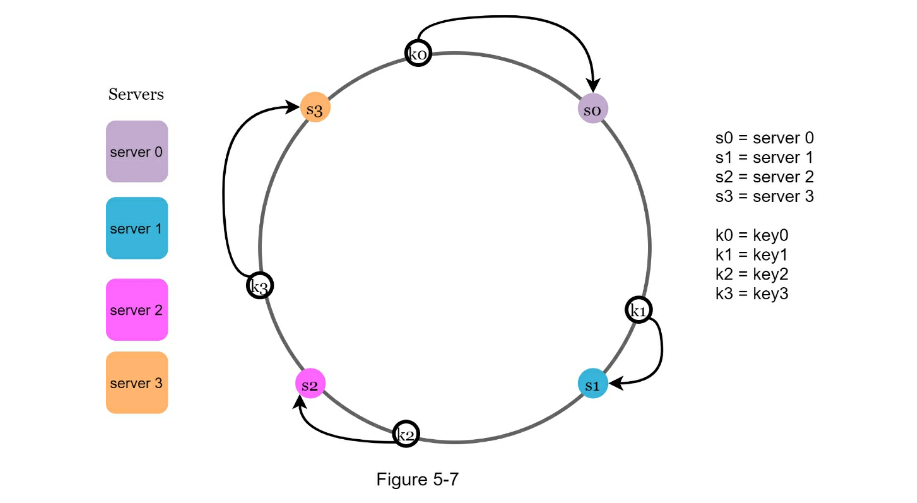 Servers
server 0
server 1
server 2
server 3
k0
s0
s3
k3
k1
s2
s1
k2
s0 = server 0
s1 = server 1
s2 = server 2
s3 = server 3
k0 = key0
k1 = key1
k2 = key2
k3 = key3
Figure 5-7